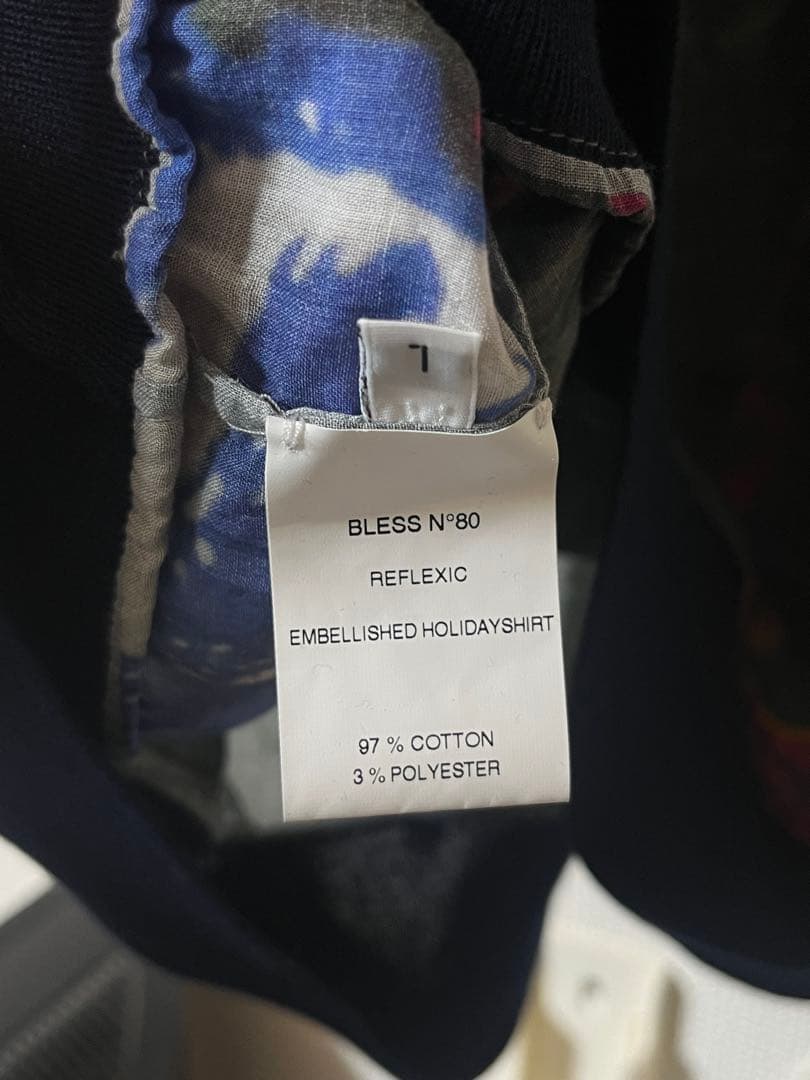 L
BLESS N°80
REFLEXIC
EMBELLISHED HOLIDAYSHIRT
97 % COTTON
3 % POLYESTER